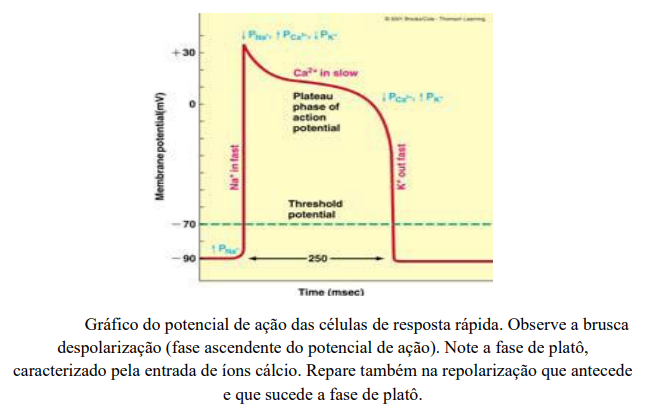 © 2001 Brooks/Cole - Thomson Learning
↓ PNa+, ↑ PCa2+, ↓ PK+
+30
Ca2+ in slow
Plateau
phase of
action
potential
↓ PCa2+, ↑ PK+
0
Membrane potential (mV)
Na+ in fast
K+ out fast
Threshold
potential
−70
↑ PNa+
−90
250
Time (msec)
Gráfico do potencial de ação das células de resposta rápida. Observe a brusca
despolarização (fase ascendente do potencial de ação). Note a fase de platô,
caracterizado pela entrada de íons cálcio. Repare também na repolarização que antecede
e que sucede a fase de platô.